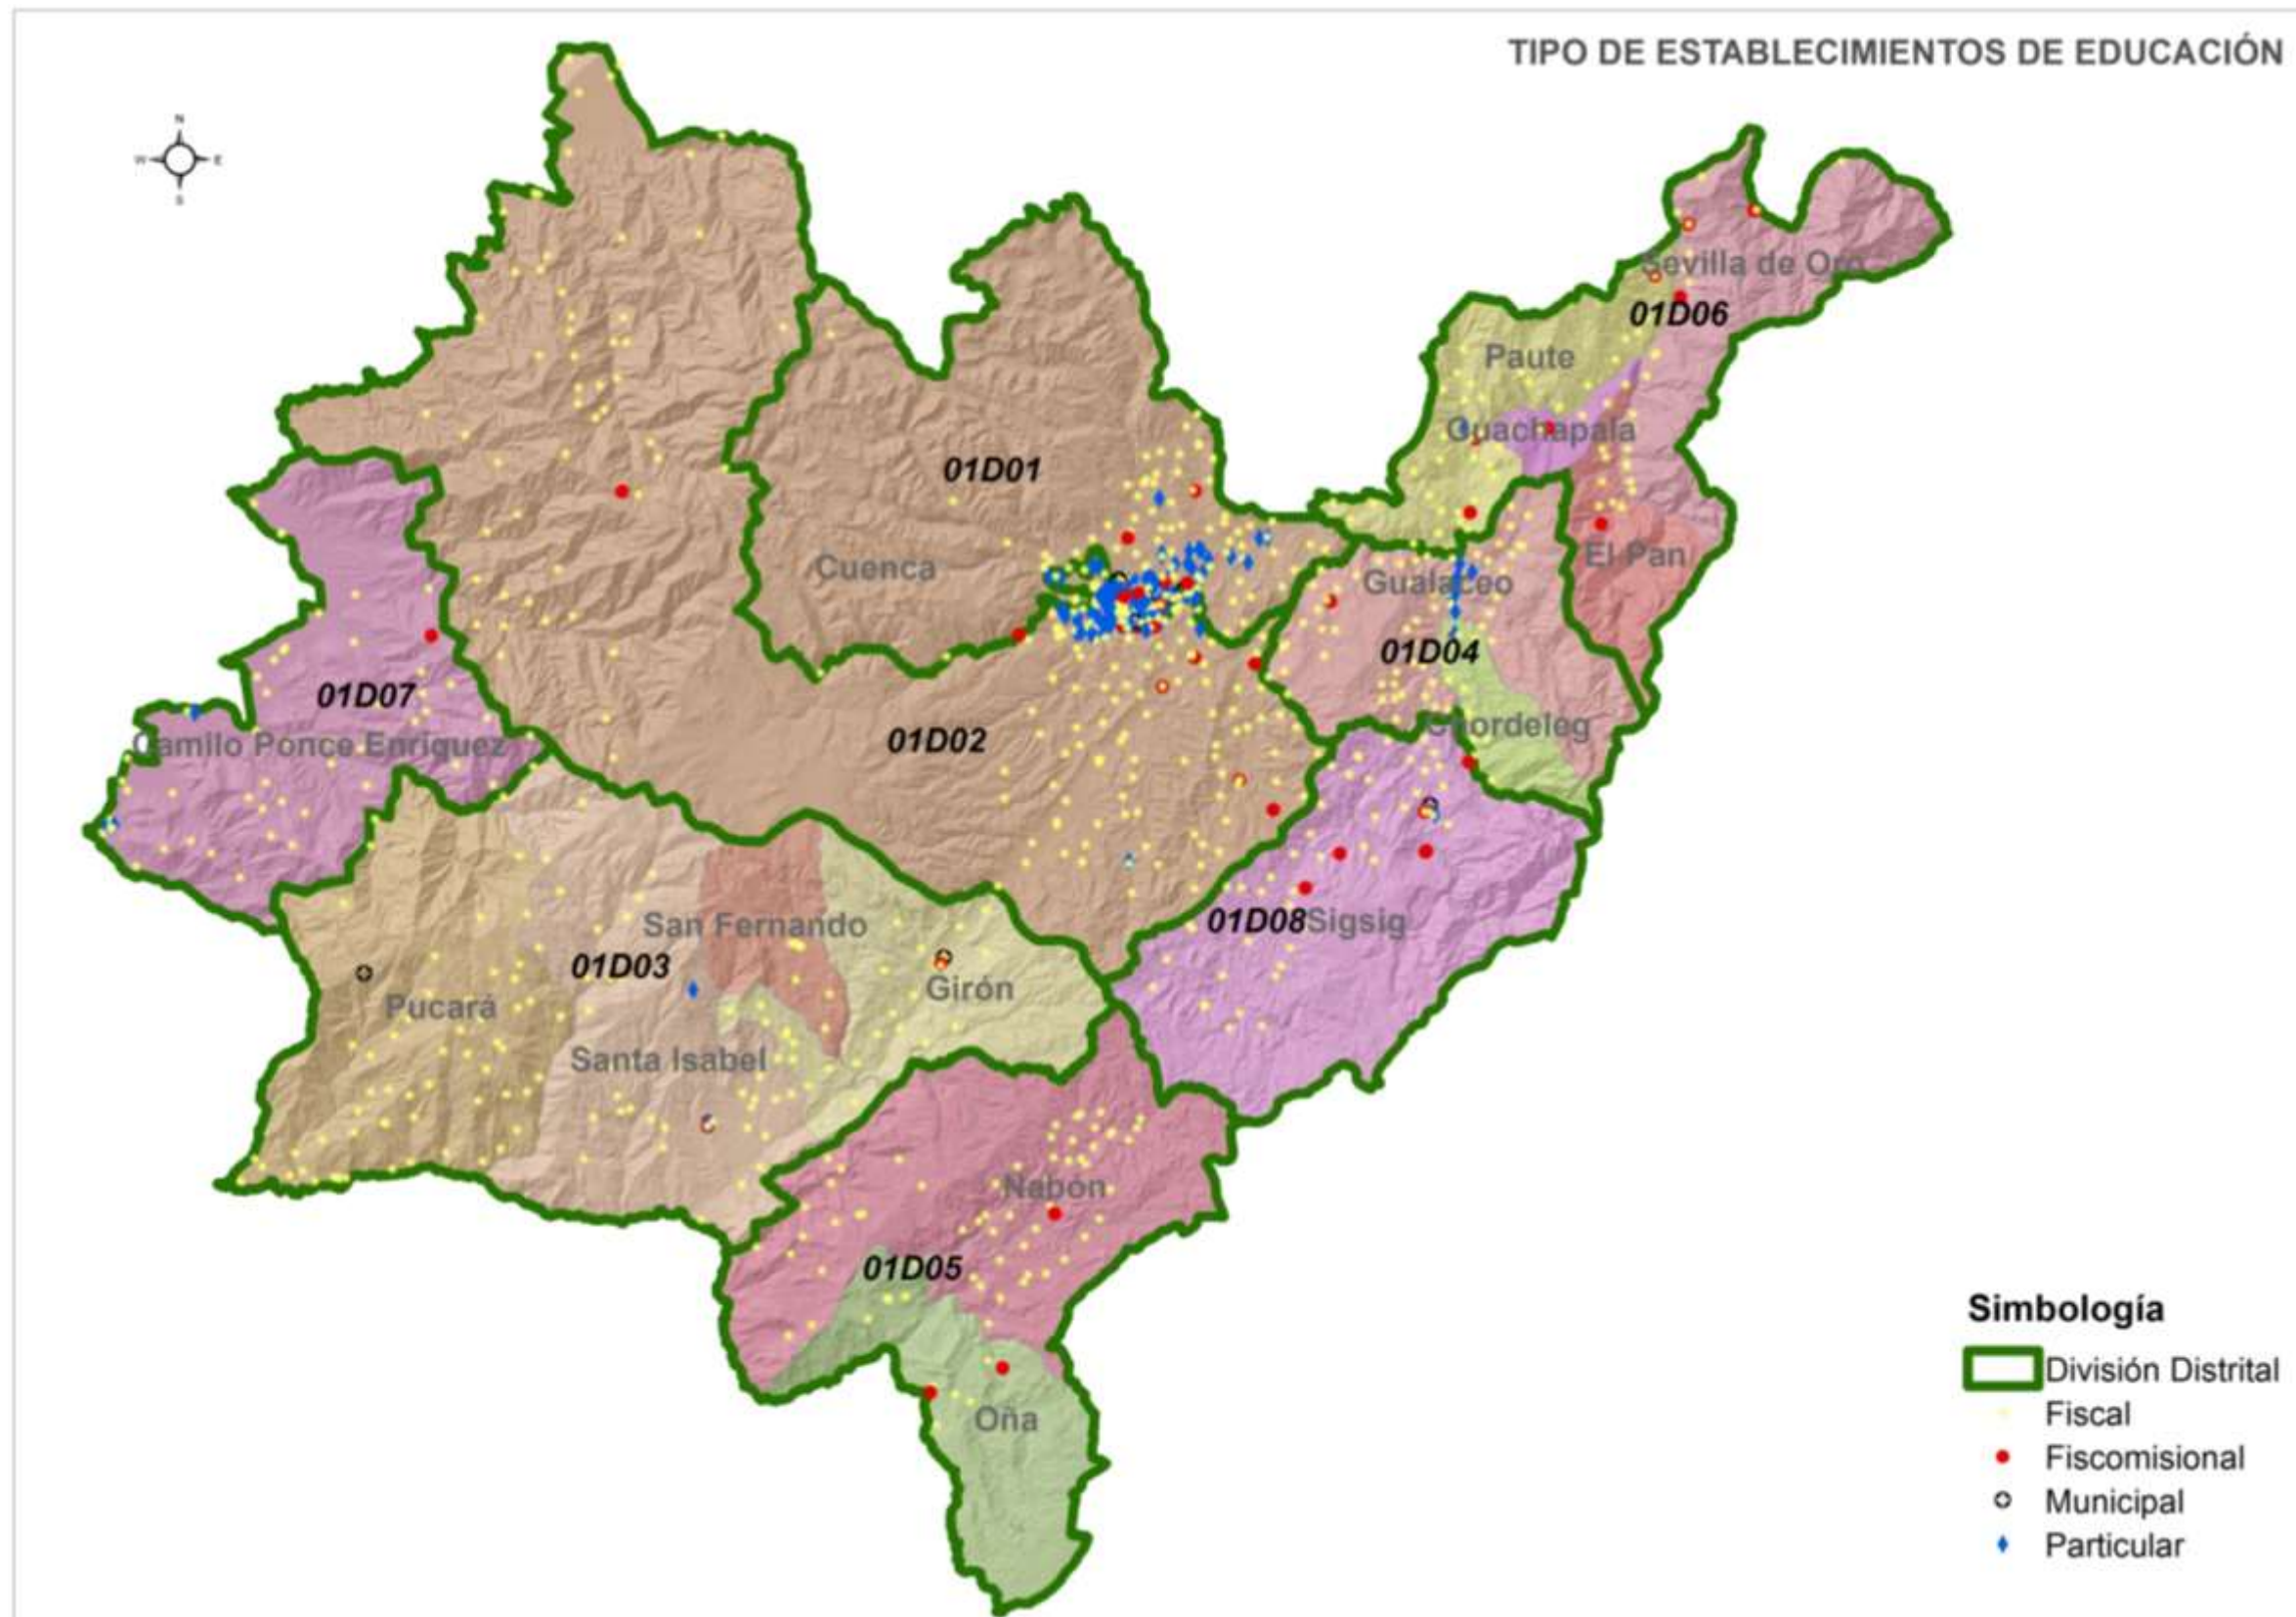 TIPO DE ESTABLECIMIENTOS DE EDUCACIÓN
N
W
E
S
Sevilla de Oro
01D06
Paute
Guachapala
01D01
Cuenca
El Pan
Gualaceo
01D04
01D07
Chordeleg
Camilo Ponce Enriquez
01D02
San Fernando
01D08
Sigsig
01D03
Girón
Pucará
Santa Isabel
Nabón
01D05
Oña
Simbología
División Distrital
Fiscal
Fiscomisional
Municipal
Particular